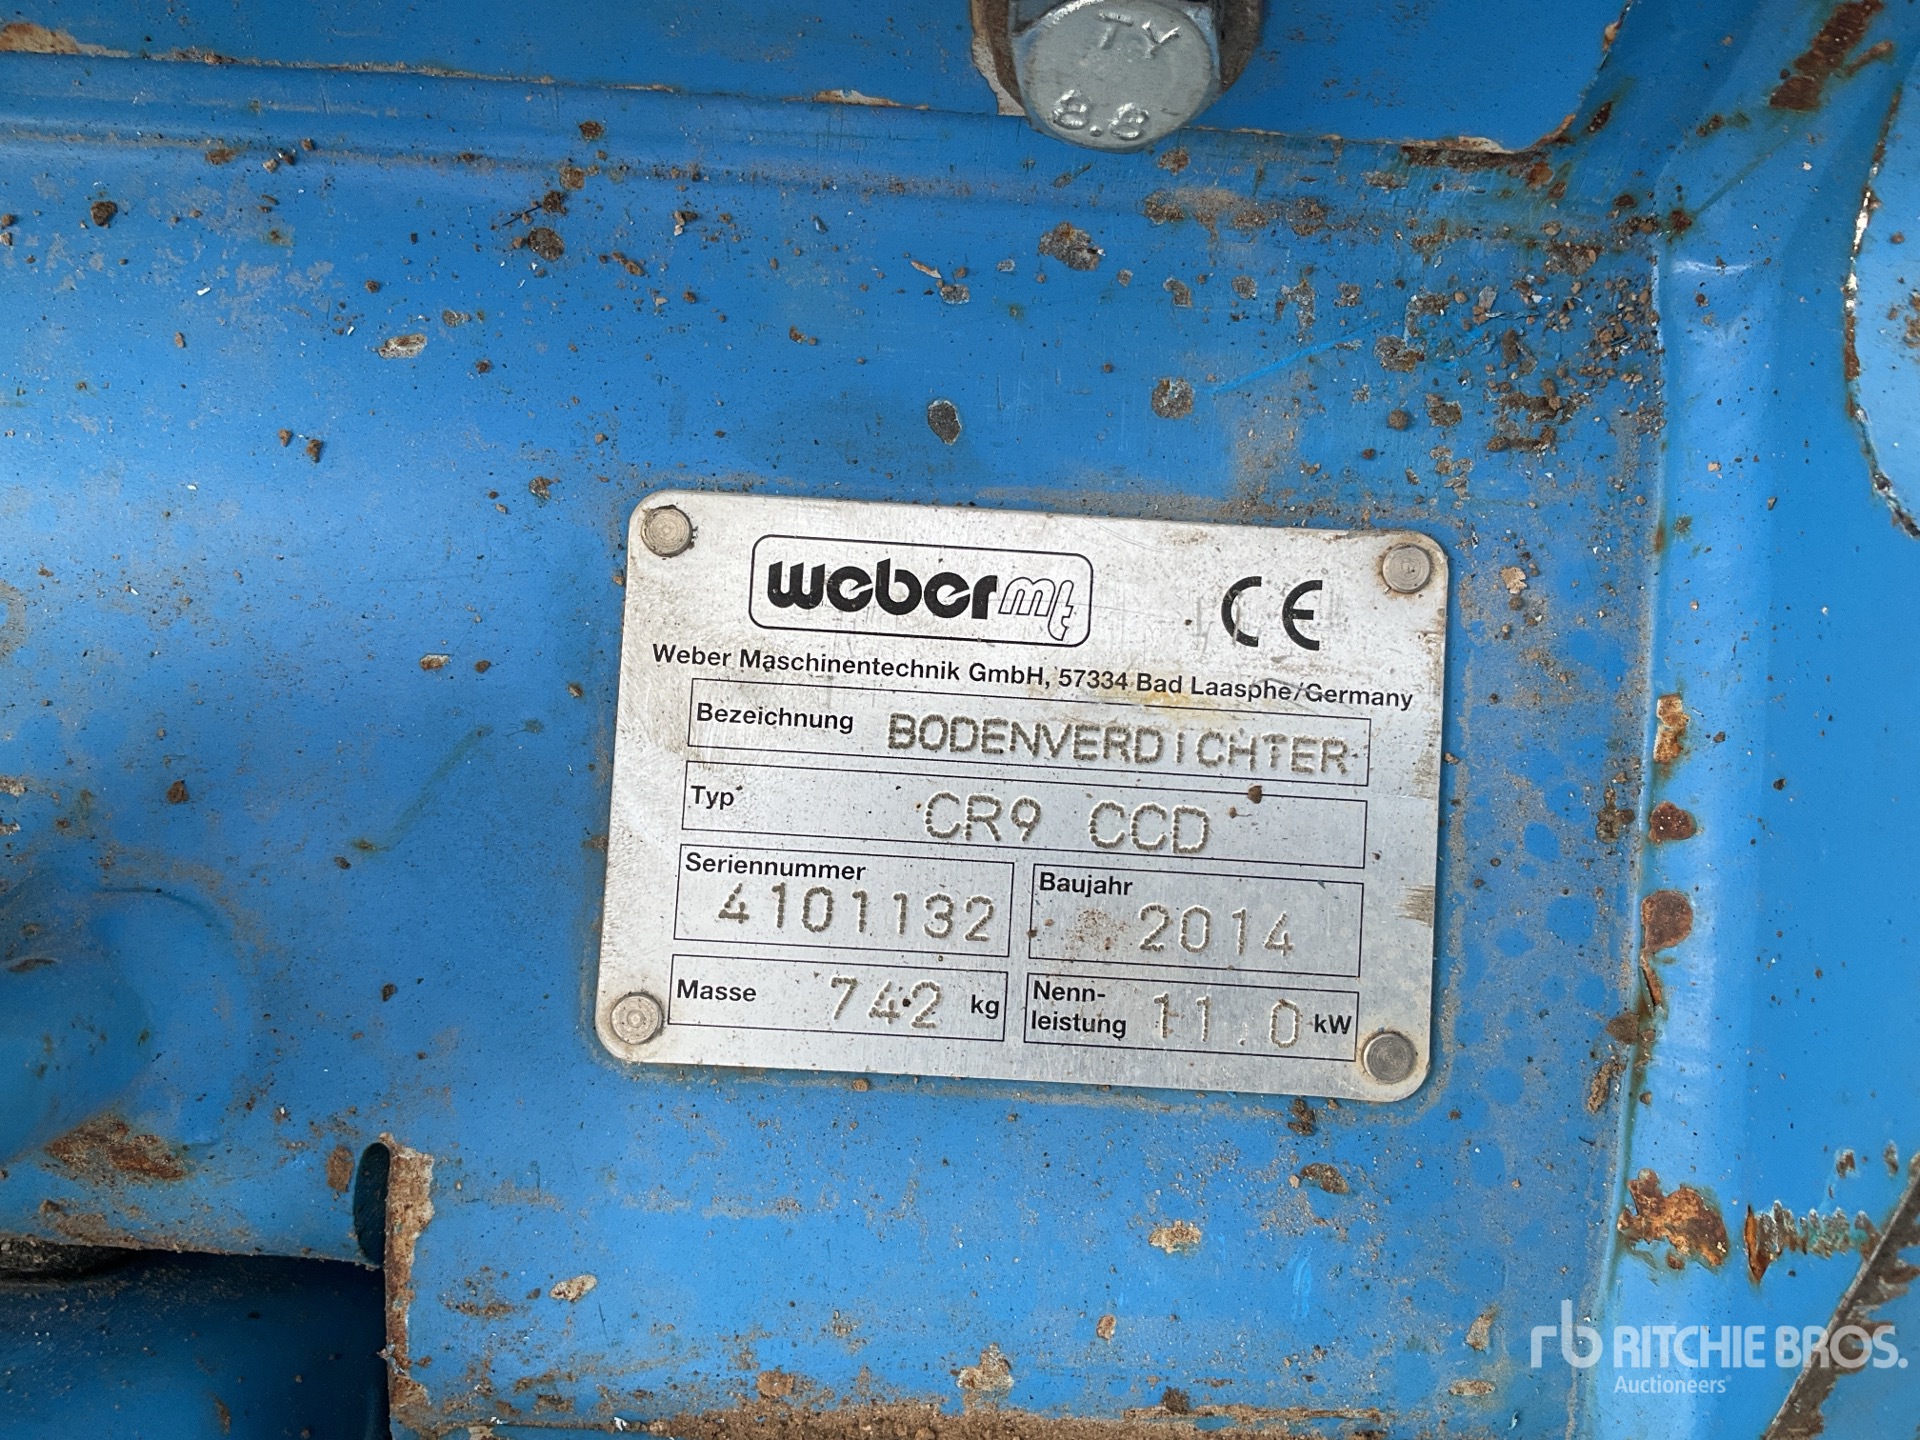 TY
8.8
weber mt CE
Weber Maschinentechnik GmbH, 57334 Bad Laasphe/Germany
Bezeichnung BODENVERDICHTER
Typ CR9 CCD
Seriennummer
4101132
Baujahr
2014
Masse 742 kg
Nenn-
leistung 11.0 kW
rb RITCHIE BROS.
Auctioneers